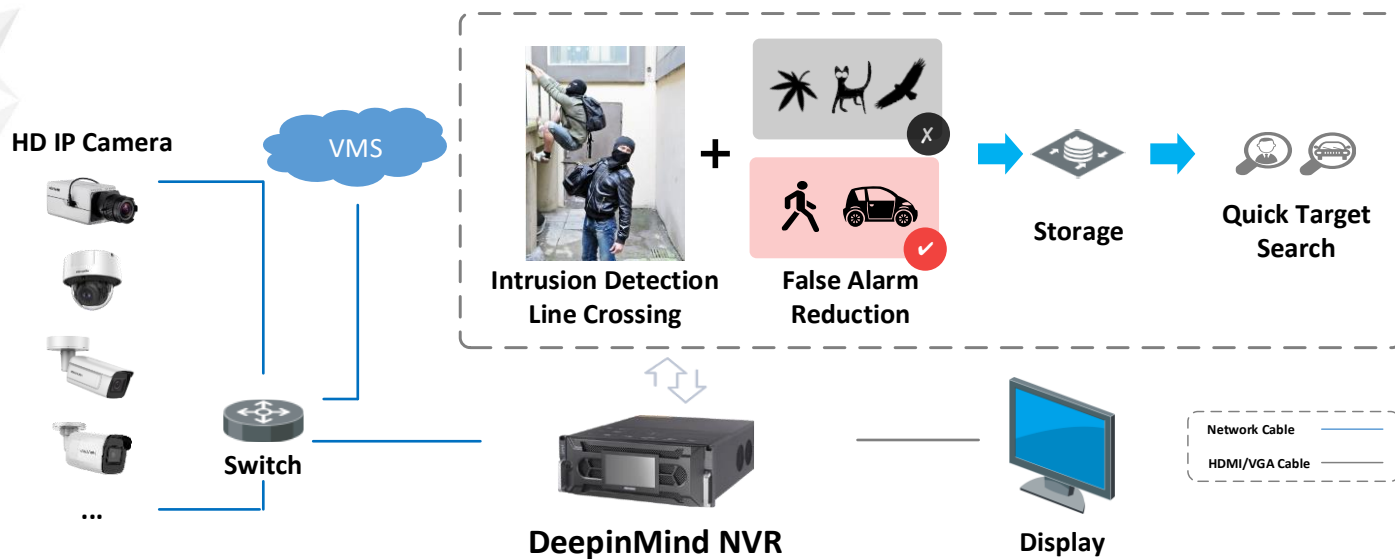 HD IP Camera
VMS
+
✗
✔
Intrusion Detection
Line Crossing
False Alarm
Reduction
Storage
Quick Target
Search
Switch
...
DeepinMind NVR
Display
Network Cable
HDMI/VGA Cable